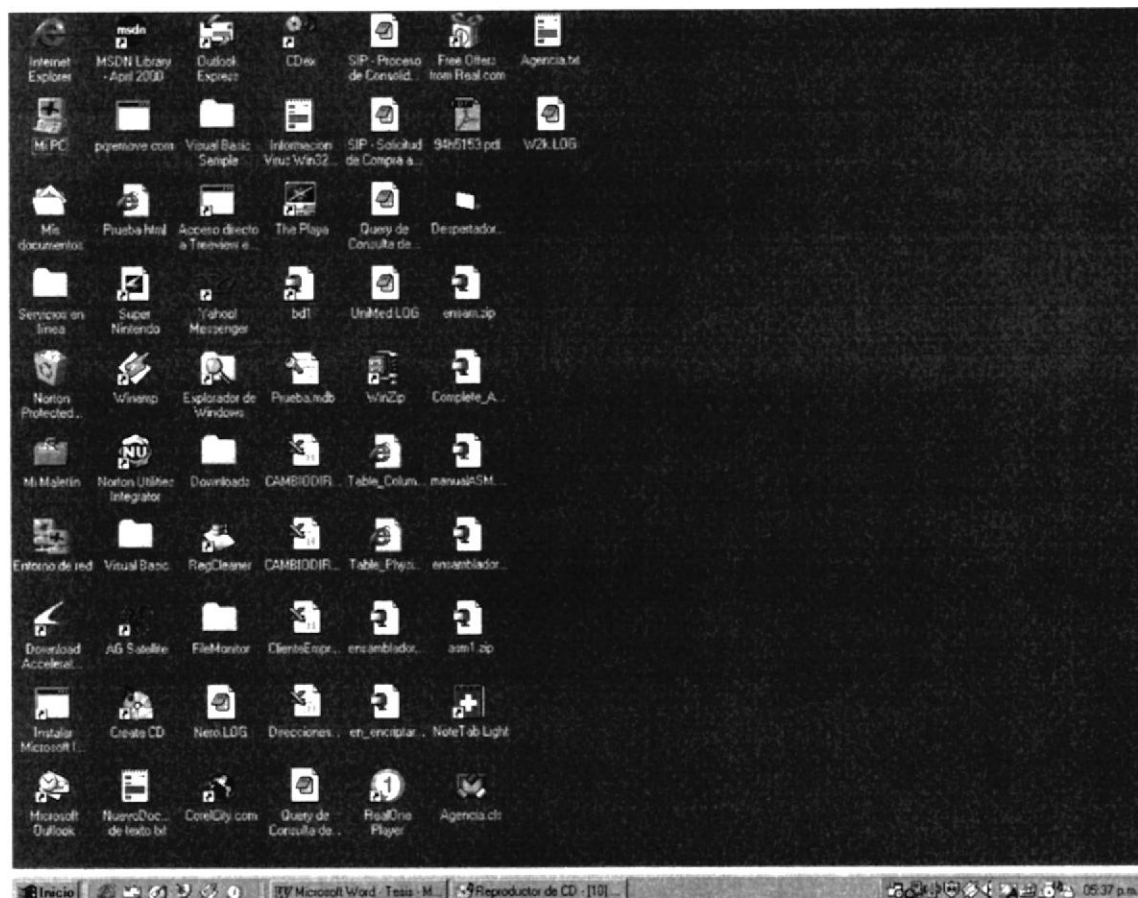 msdn
Internet Explorer
MSDN Library - April 2000
Outlook Express
CDex
SIP - Proceso de Consolid...
Free Offers from Real.com
Agencia.txt
Mi PC
pqremove.com
Visual Basic Sample
Informacion Virus Win32...
SIP - Solicitud de Compra a...
94h5153.pdf
W2k.LOG
Mis documentos
Prueba.html
Acceso directo a Treeview e...
The Playa
Query de Consulta de...
Despertador...
Servicios en línea
Super Nintendo
Yahoo! Messenger
bd1
UniMed.LOG
ensam.zip
Norton Protected...
Winamp
Explorador de Windows
Prueba.mdb
WinZip
Complete_A...
Mi Maletín
NU
Norton Utilities Integrator
Downloads
CAMBIODIR...
Table_Colum...
manualASM....
Entorno de red
Visual Basic
RegCleaner
CAMBIODIR...
Table_Physi...
ensamblador...
Download Accelerat...
AG Satellite
FileMonitor
ClienteEmpr...
ensamblador...
asm1.zip
Instalar Microsoft I...
Create CD
Nero.LOG
Direcciones...
en_encriptar...
NoteTab Light
Microsoft Outlook
NuevoDoc... de texto.txt
CorelCity.com
Query de Consulta de...
RealOne Player
Agencia.cls
Inicio
Microsoft Word - Tesis - M...
Reproductor de CD - [10]...
05:37 p.m.